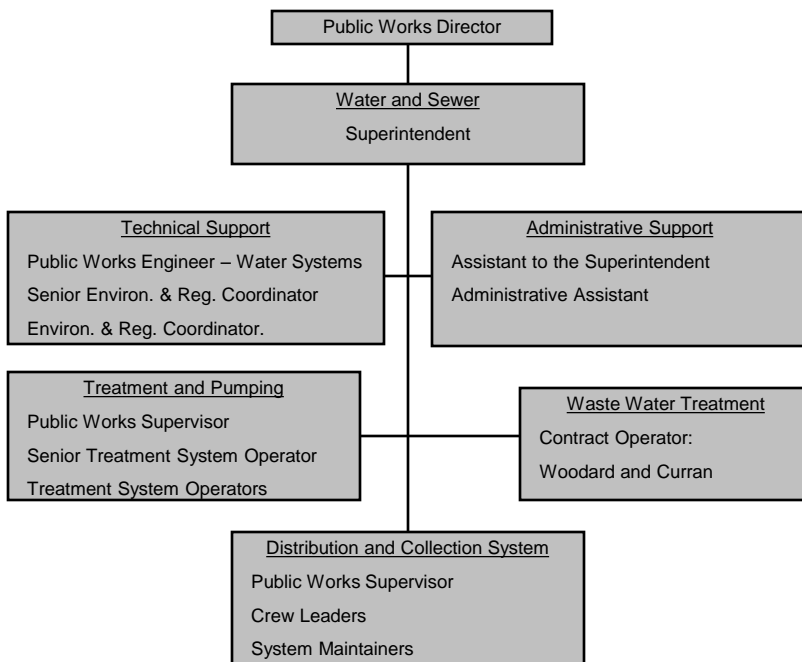 Public Works Director
Water and Sewer
Superintendent
Technical Support
Public Works Engineer – Water Systems
Senior Environ. & Reg. Coordinator
Environ. & Reg. Coordinator.
Administrative Support
Assistant to the Superintendent
Administrative Assistant
Treatment and Pumping
Public Works Supervisor
Senior Treatment System Operator
Treatment System Operators
Waste Water Treatment
Contract Operator:
Woodard and Curran
Distribution and Collection System
Public Works Supervisor
Crew Leaders
System Maintainers